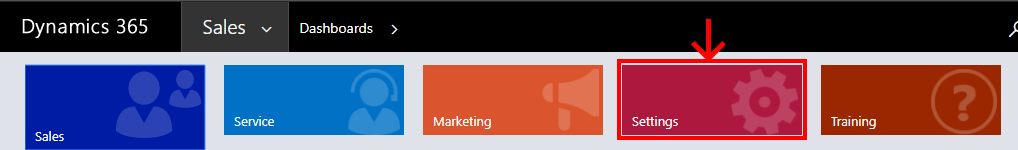 Dynamics 365 Sales Dashboards
Sales Service Marketing Settings Training